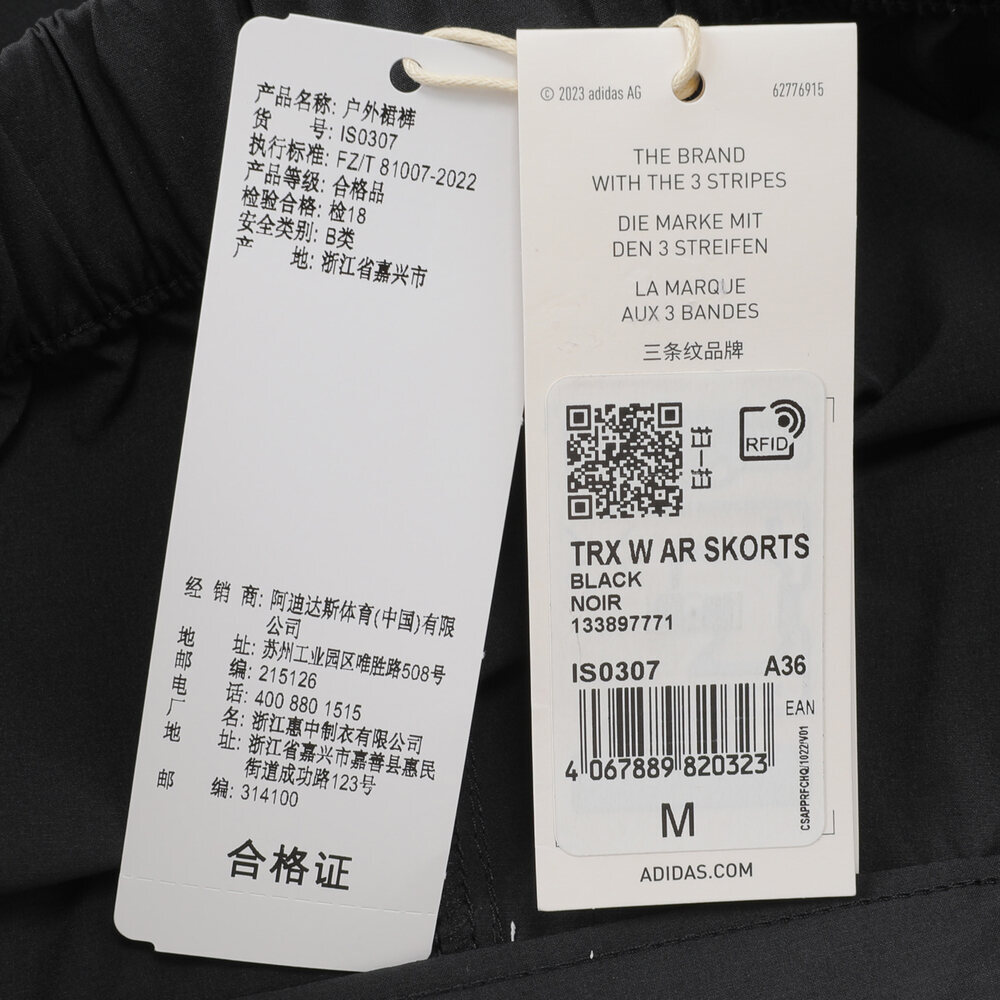 产品名称: 户外裙裤
货 号: IS0307
执行标准: FZ/T 81007-2022
产品等级: 合格品
检验合格: 检18
安全类别: B类
产 地: 浙江省嘉兴市
经 销 商: 阿迪达斯体育(中国)有限
公司
地 址: 苏州工业园区唯胜路508号
邮 编: 215126
电 话: 400 880 1515
厂 名: 浙江惠中制衣有限公司
地 址: 浙江省嘉兴市嘉善县惠民
街道成功路123号
邮 编: 314100
合格证
© 2023 adidas AG 62776915
THE BRAND
WITH THE 3 STRIPES
DIE MARKE MIT
DEN 3 STREIFEN
LA MARQUE
AUX 3 BANDES
三条纹品牌
扫一扫
RFID
TRX W AR SKORTS
BLACK
NOIR
133897771
IS0307 A36
EAN
4 067889 820323
CSAPPRFCHQ/1022/V01
M
ADIDAS.COM